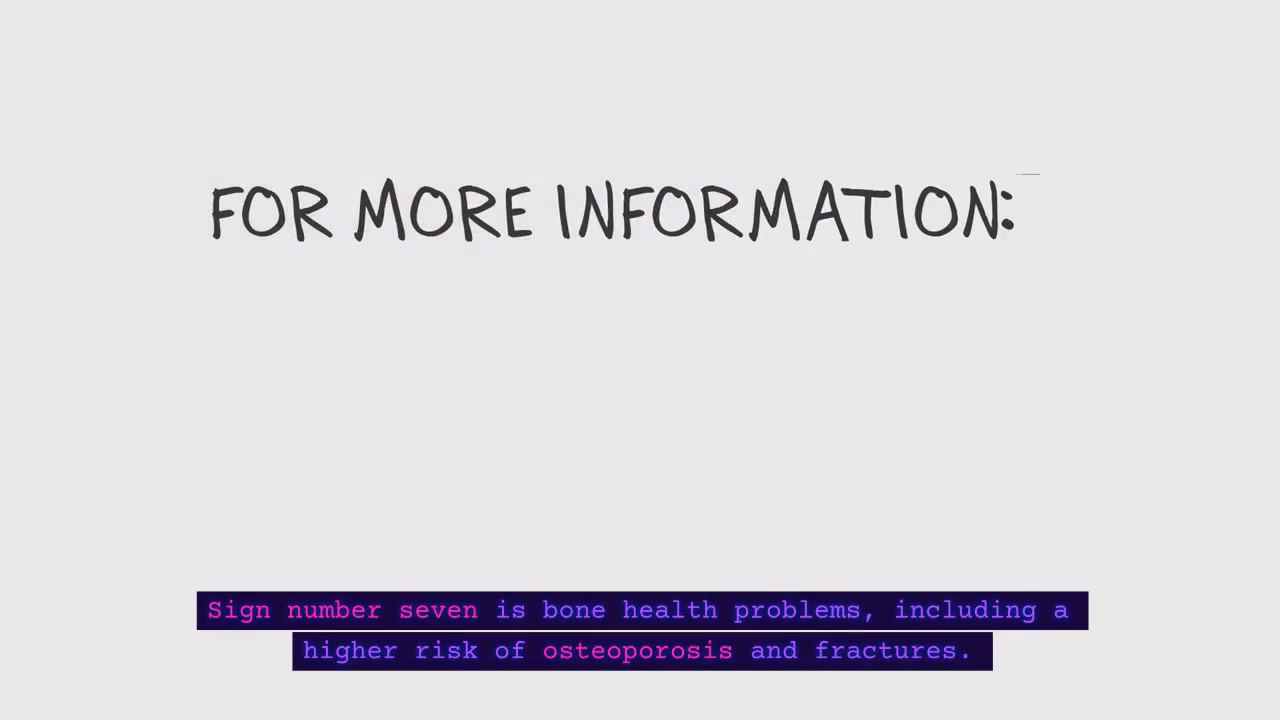 FOR MORE INFORMATION:
Sign number seven is bone health problems, including a
higher risk of osteoporosis and fractures.